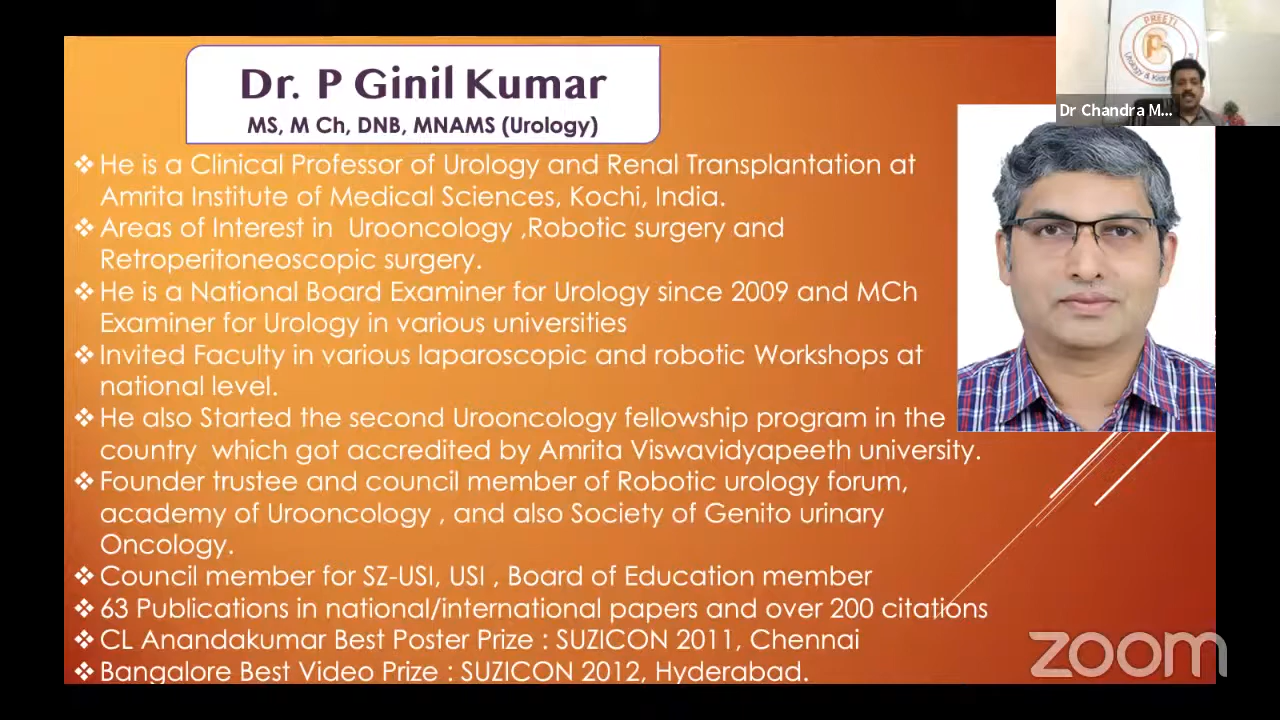 PREETI
Urology & Kidney
Dr Chandra M...
Dr. P Ginil Kumar
MS, M Ch, DNB, MNAMS (Urology)
❖ He is a Clinical Professor of Urology and Renal Transplantation at
Amrita Institute of Medical Sciences, Kochi, India.
❖ Areas of Interest in Urooncology ,Robotic surgery and
Retroperitoneoscopic surgery.
❖ He is a National Board Examiner for Urology since 2009 and MCh
Examiner for Urology in various universities
❖ Invited Faculty in various laparoscopic and robotic Workshops at
national level.
❖ He also Started the second Urooncology fellowship program in the
country which got accredited by Amrita Viswavidyapeeth university.
❖ Founder trustee and council member of Robotic urology forum,
academy of Urooncology , and also Society of Genito urinary
Oncology.
❖ Council member for SZ-USI, USI , Board of Education member
❖ 63 Publications in national/international papers and over 200 citations
❖ CL Anandakumar Best Poster Prize : SUZICON 2011, Chennai
❖ Bangalore Best Video Prize : SUZICON 2012, Hyderabad.
zoom